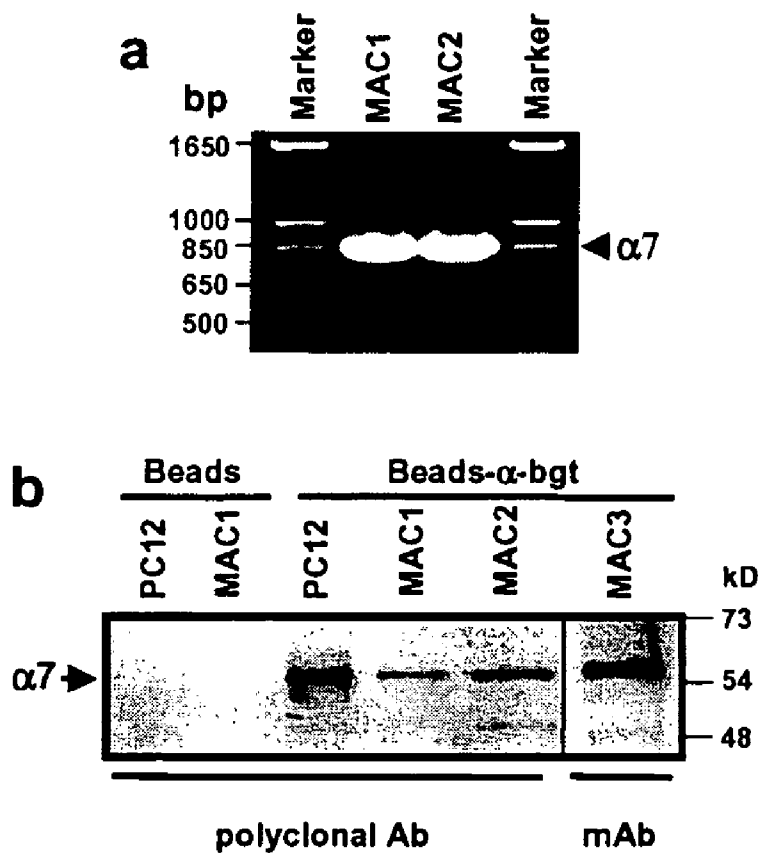 a
bp
Marker
MAC1
MAC2
Marker
1650
1000
850
650
500
α7
b
Beads
Beads-α-bgt
PC12
MAC1
PC12
MAC1
MAC2
MAC3
kD
73
α7
54
48
polyclonal Ab
mAb